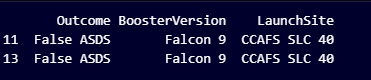 Outcome BoosterVersion LaunchSite
11 False ASDS Falcon 9 CCAFS SLC 40
13 False ASDS Falcon 9 CCAFS SLC 40